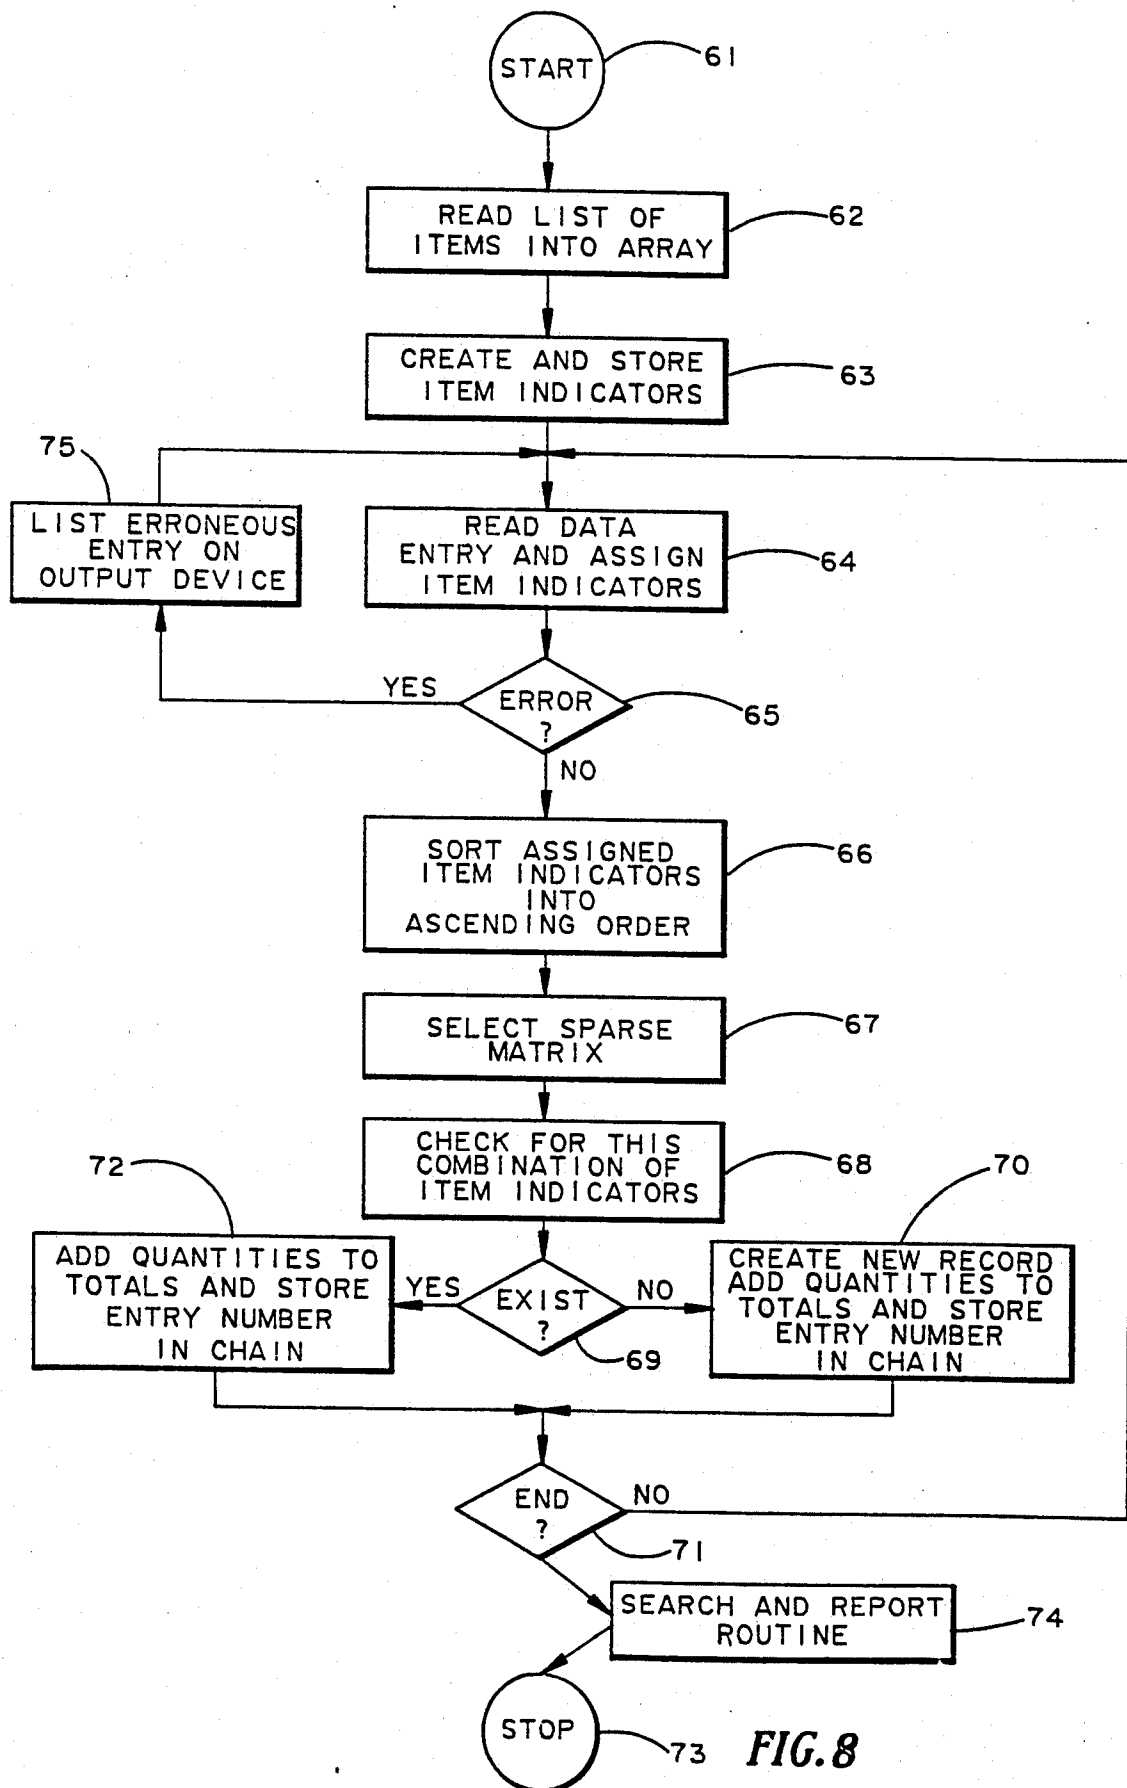 START
61
READ LIST OF
ITEMS INTO ARRAY
62
CREATE AND STORE
ITEM INDICATORS
63
75
LIST ERRONEOUS
ENTRY ON
OUTPUT DEVICE
READ DATA
ENTRY AND ASSIGN
ITEM INDICATORS
64
YES
ERROR
?
65
NO
SORT ASSIGNED
ITEM INDICATORS
INTO
ASCENDING ORDER
66
SELECT SPARSE
MATRIX
67
CHECK FOR THIS
COMBINATION OF
ITEM INDICATORS
68
72
70
ADD QUANTITIES TO
TOTALS AND STORE
ENTRY NUMBER
IN CHAIN
YES
EXIST
?
NO
69
CREATE NEW RECORD
ADD QUANTITIES TO
TOTALS AND STORE
ENTRY NUMBER
IN CHAIN
END
?
NO
71
SEARCH AND REPORT
ROUTINE
74
STOP
73
FIG. 8